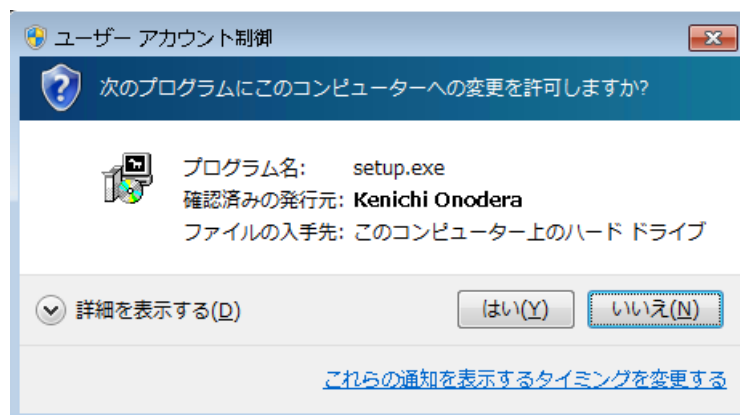 ユーザー アカウント制御
次のプログラムにこのコンピューターへの変更を許可しますか?
プログラム名: setup.exe
確認済みの発行元: Kenichi Onodera
ファイルの入手先: このコンピューター上のハード ドライブ
詳細を表示する(D) はい(Y) いいえ(N)
これらの通知を表示するタイミングを変更する